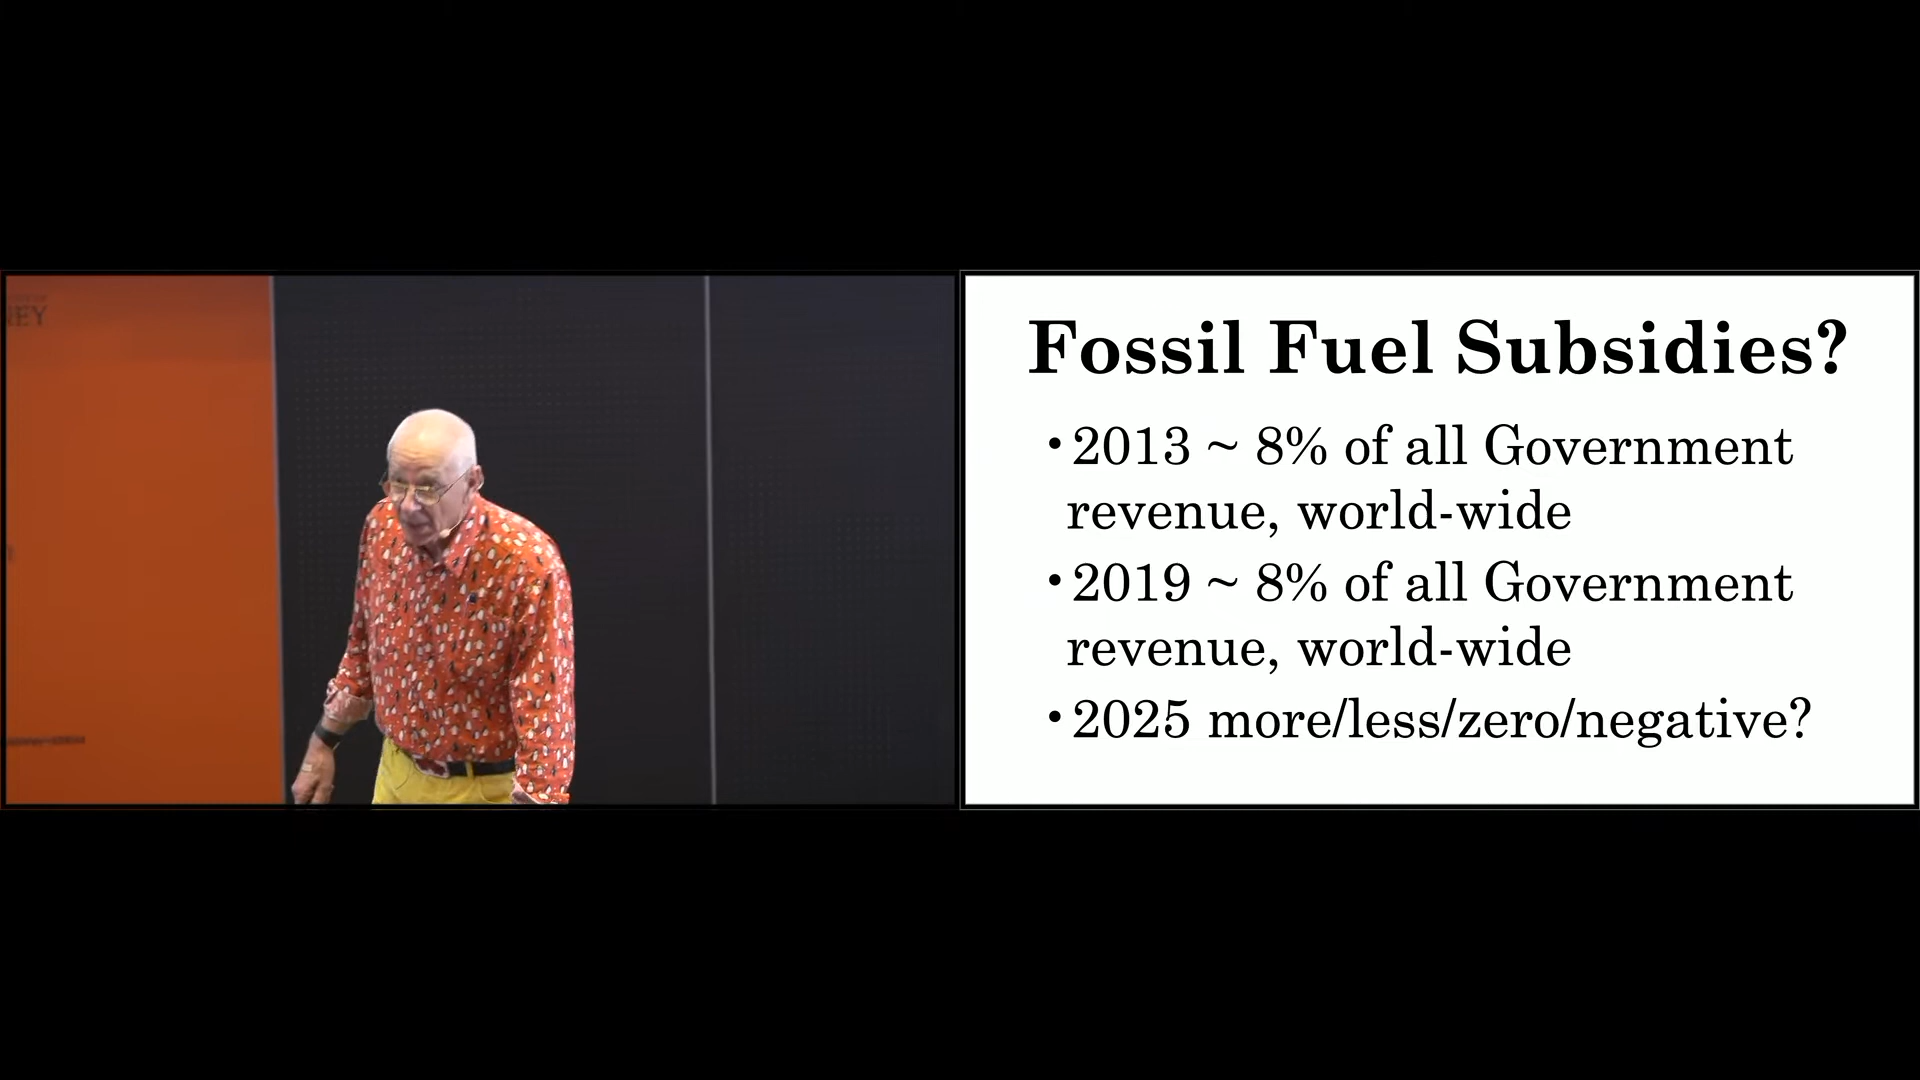 NEY
Fossil Fuel Subsidies?
•2013 ~ 8% of all Government
revenue, world-wide
•2019 ~ 8% of all Government
revenue, world-wide
•2025 more/less/zero/negative?